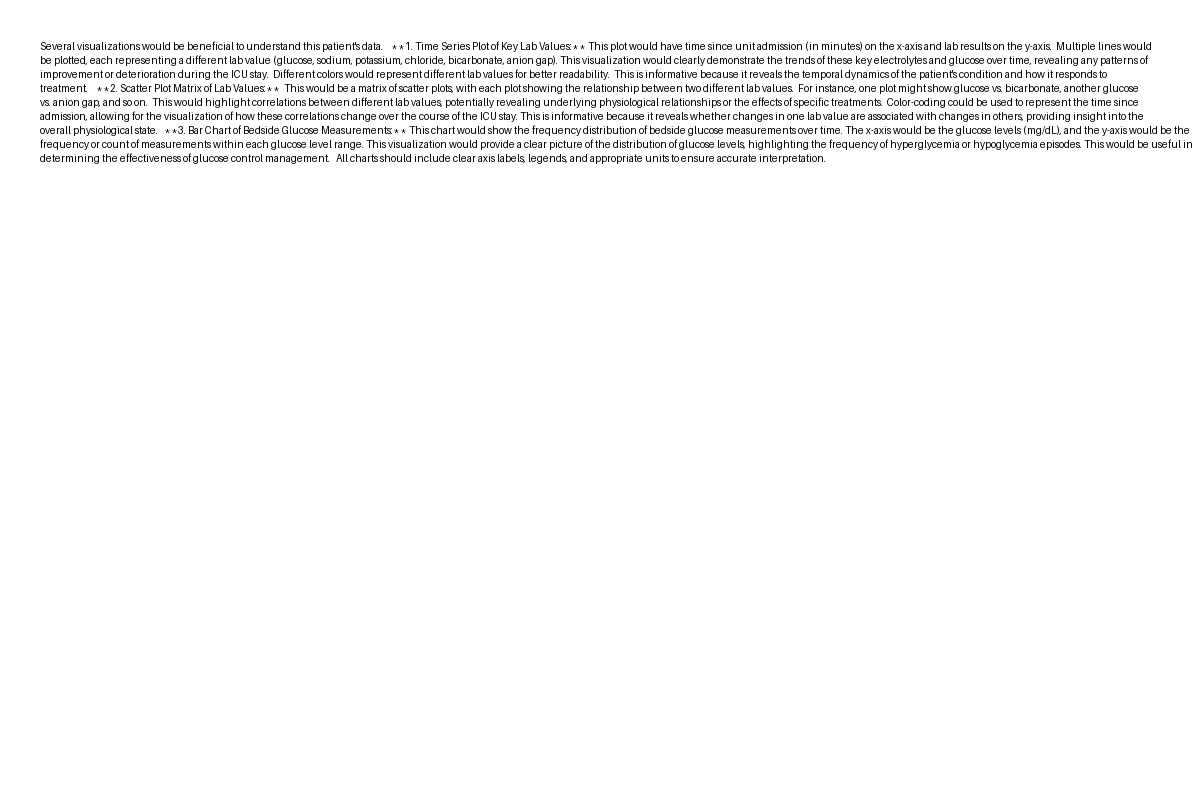 Several visualizations would be beneficial to understand this patient's data.   **1. Time Series Plot of Key Lab Values:** This plot would have time since unit admission (in minutes) on the x-axis and lab results on the y-axis.  Multiple lines would
be plotted, each representing a different lab value (glucose, sodium, potassium, chloride, bicarbonate, anion gap). This visualization would clearly demonstrate the trends of these key electrolytes and glucose over time, revealing any patterns of
improvement or deterioration during the ICU stay.  Different colors would represent different lab values for better readability.  This is informative because it reveals the temporal dynamics of the patient's condition and how it responds to
treatment.   **2. Scatter Plot Matrix of Lab Values:**  This would be a matrix of scatter plots, with each plot showing the relationship between two different lab values.  For instance, one plot might show glucose vs. bicarbonate, another glucose
vs. anion gap, and so on.  This would highlight correlations between different lab values, potentially revealing underlying physiological relationships or the effects of specific treatments.  Color-coding could be used to represent the time since
admission, allowing for the visualization of how these correlations change over the course of the ICU stay. This is informative because it reveals whether changes in one lab value are associated with changes in others, providing insight into the
overall physiological state.   **3. Bar Chart of Bedside Glucose Measurements:** This chart would show the frequency distribution of bedside glucose measurements over time. The x-axis would be the glucose levels (mg/dL), and the y-axis would be the
frequency or count of measurements within each glucose level range. This visualization would provide a clear picture of the distribution of glucose levels, highlighting the frequency of hyperglycemia or hypoglycemia episodes. This would be useful in
determining the effectiveness of glucose control management.   All charts should include clear axis labels, legends, and appropriate units to ensure accurate interpretation.